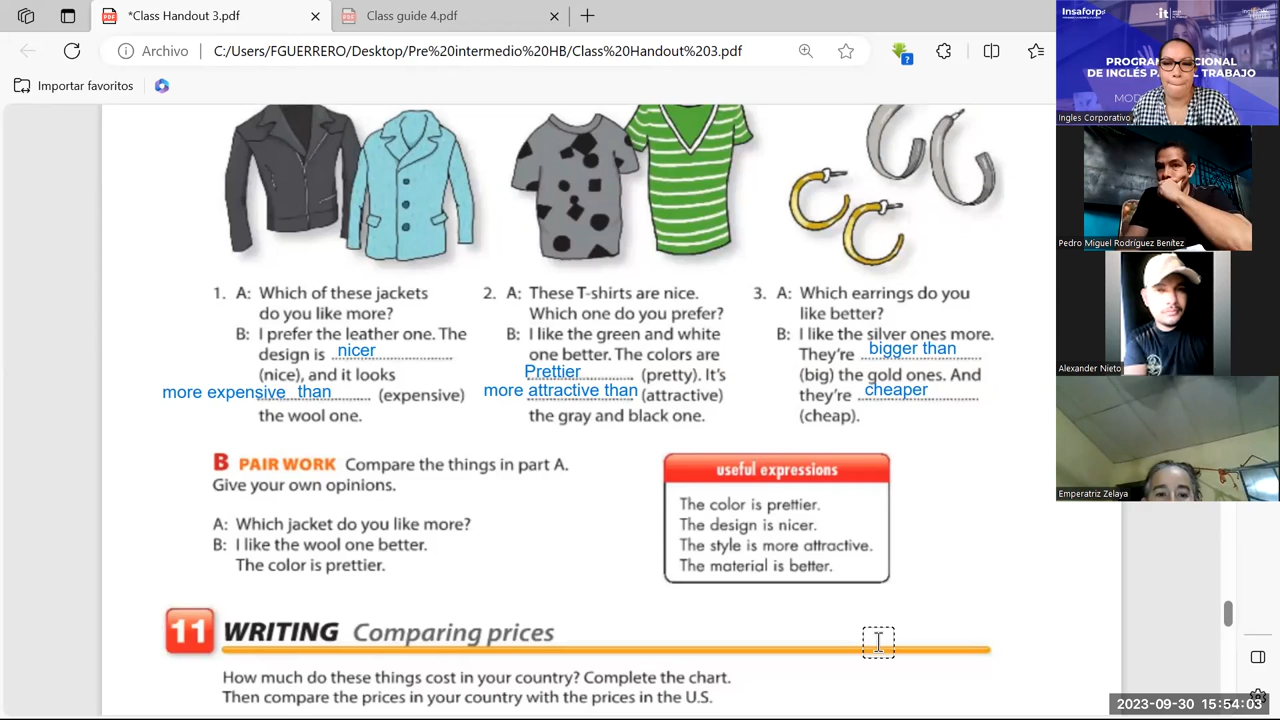 *Class Handout 3.pdf
Class guide 4.pdf
Archivo
C:/Users/FGUERRERO/Desktop/Pre%20intermedio%20HB/Class%20Handout%203.pdf
Importar favoritos
1. A: Which of these jackets
do you like more?
B: I prefer the leather one. The
design is nicer
(nice), and it looks
more expensive than (expensive)
the wool one.
2. A: These T-shirts are nice.
Which one do you prefer?
B: I like the green and white
one better. The colors are
Prettier (pretty). It's
more attractive than (attractive)
the gray and black one.
3. A: Which earrings do you
like better?
B: I like the silver ones more.
They're bigger than
(big) the gold ones. And
they're cheaper
(cheap).
B PAIR WORK Compare the things in part A.
Give your own opinions.
A: Which jacket do you like more?
B: I like the wool one better.
The color is prettier.
useful expressions
The color is prettier.
The design is nicer.
The style is more attractive.
The material is better.
11 WRITING Comparing prices
How much do these things cost in your country? Complete the chart.
Then compare the prices in your country with the prices in the U.S.
Insaforp
it
Ingles Corporativo
Pedro Miguel Rodríguez Benítez
Alexander Nieto
Emperatriz Zelaya
2023-09-30 15:54:03